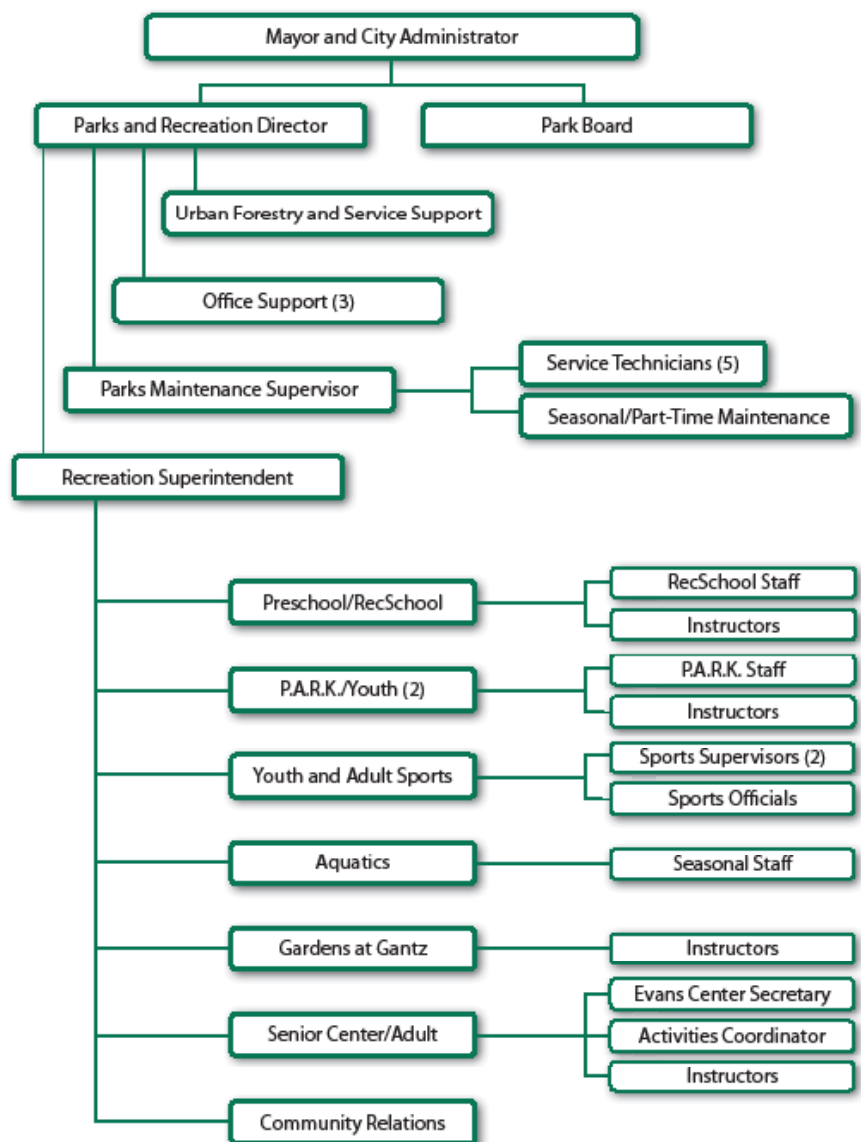 Mayor and City Administrator
Parks and Recreation Director
Park Board
Urban Forestry and Service Support
Office Support (3)
Parks Maintenance Supervisor
Service Technicians (5)
Seasonal/Part-Time Maintenance
Recreation Superintendent
Preschool/RecSchool
RecSchool Staff
Instructors
P.A.R.K./Youth (2)
P.A.R.K. Staff
Instructors
Youth and Adult Sports
Sports Supervisors (2)
Sports Officials
Aquatics
Seasonal Staff
Gardens at Gantz
Instructors
Senior Center/Adult
Evans Center Secretary
Activities Coordinator
Instructors
Community Relations